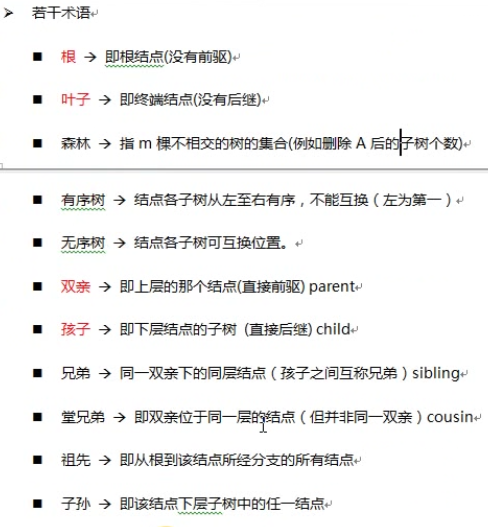 ➢ 若干术语
■ 根 → 即根结点(没有前驱)
■ 叶子 → 即终端结点(没有后继)
■ 森林 → 指 m 棵不相交的树的集合(例如删除 A 后的子树个数)
■ 有序树 → 结点各子树从左至右有序，不能互换（左为第一）
■ 无序树 → 结点各子树可互换位置。
■ 双亲 → 即上层的那个结点(直接前驱) parent
■ 孩子 → 即下层结点的子树 (直接后继) child
■ 兄弟 → 同一双亲下的同层结点（孩子之间互称兄弟）sibling
■ 堂兄弟 → 即双亲位于同一层的结点（但并非同一双亲）cousin
■ 祖先 → 即从根到该结点所经分支的所有结点
■ 子孙 → 即该结点下层子树中的任一结点